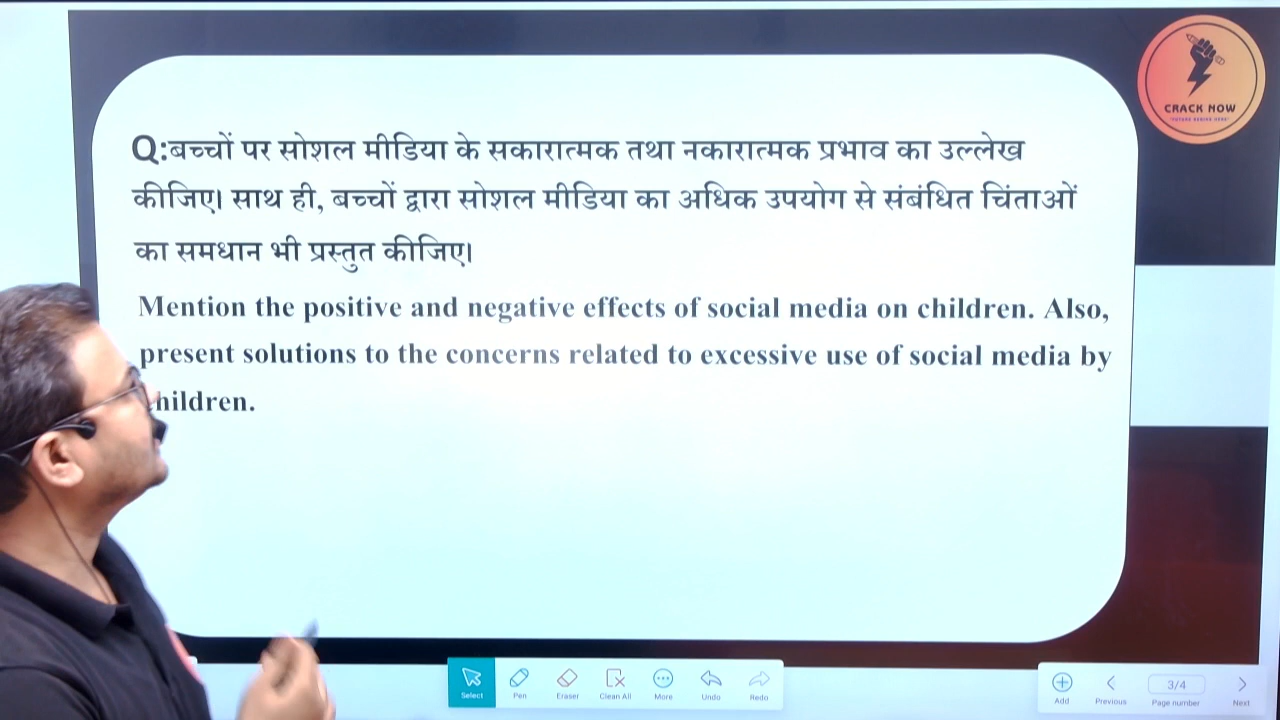 Q:बच्चों पर सोशल मीडिया के सकारात्मक तथा नकारात्मक प्रभाव का उल्लेख
कीजिए। साथ ही, बच्चों द्वारा सोशल मीडिया का अधिक उपयोग से संबंधित चिंताओं
का समधान भी प्रस्तुत कीजिए।
Mention the positive and negative effects of social media on children. Also,
present solutions to the concerns related to excessive use of social media by
hildren.
CRACK NOW
Select Pen Eraser Clean All More Undo Redo
Add Previous 3/4 Page number Next